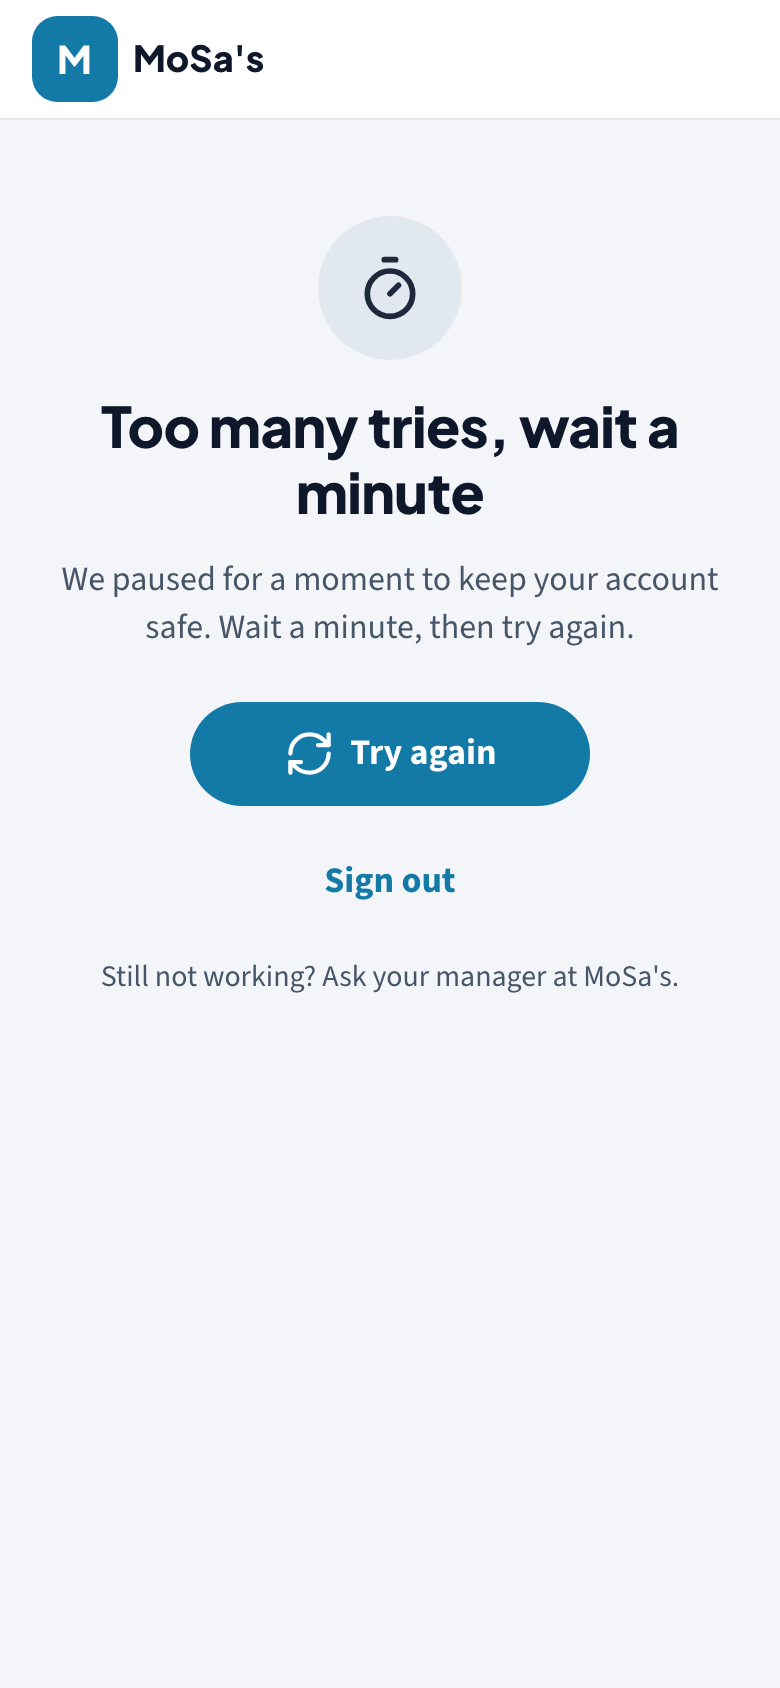 M
MoSa's
Too many tries, wait a
minute
We paused for a moment to keep your account
safe. Wait a minute, then try again.
Try again
Sign out
Still not working? Ask your manager at MoSa's.